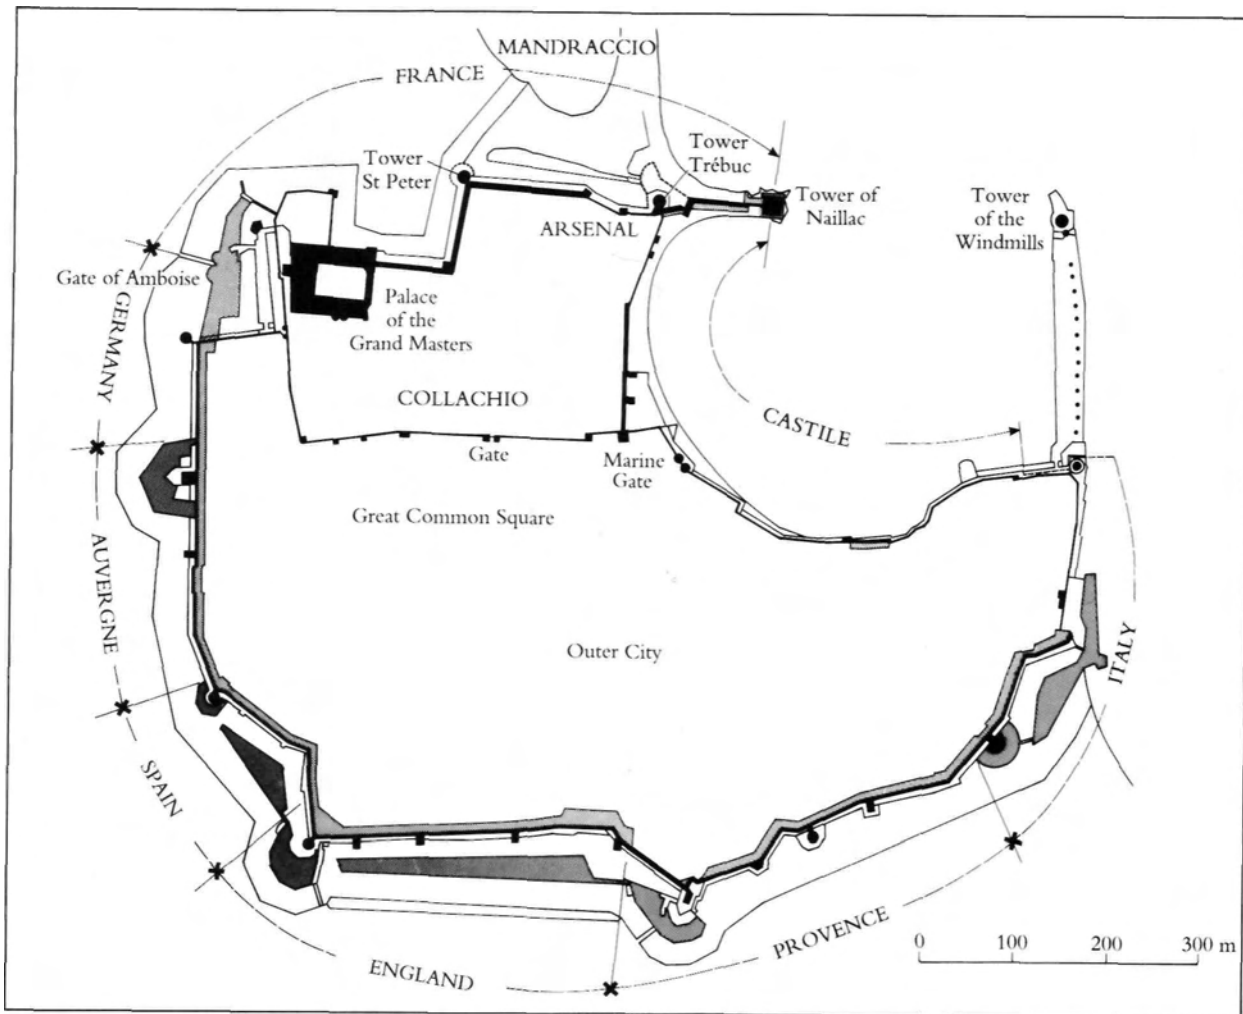 MANDRACCIO
FRANCE
Tower
St Peter
Tower
Trébuc
Tower of
Naillac
Tower
of the
Windmills
ARSENAL
Gate of Amboise
Palace
of the
Grand Masters
GERMANY
COLLACHIO
CASTILE
Gate
Marine
Gate
Great Common Square
AUVERGNE
Outer City
ITALY
SPAIN
PROVENCE
ENGLAND
0 100 200 300 m